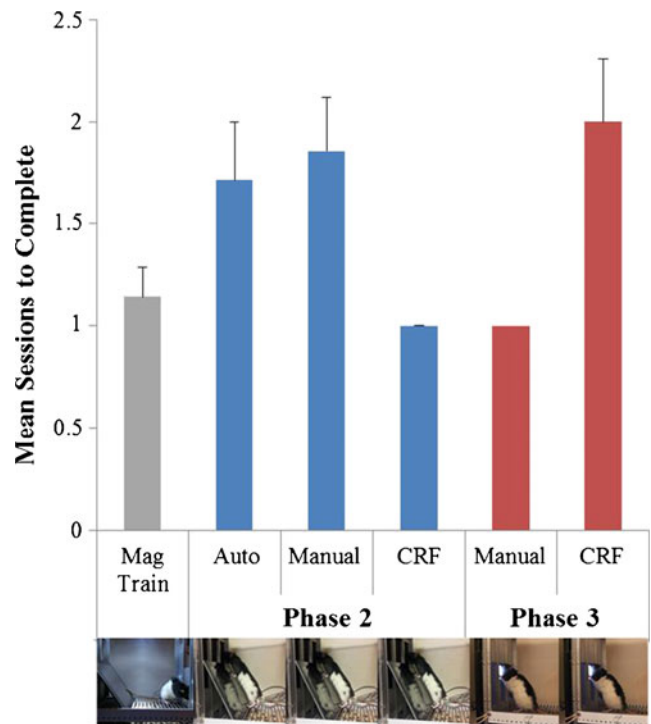 Mean Sessions to Complete
2.5
2
1.5
1
0.5
0
Mag
Train
Auto
Manual
CRF
Manual
CRF
Phase 2
Phase 3